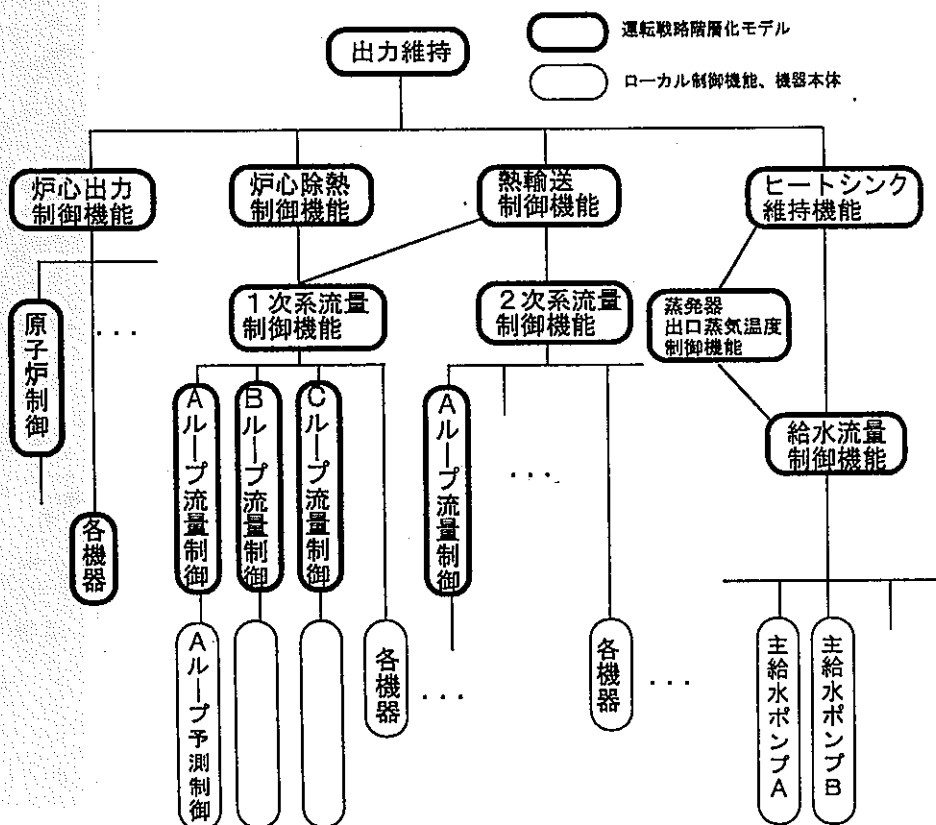 運転戦略階層化モデル
ローカル制御機能、機器本体
出力維持
炉心出力
制御機能
炉心除熱
制御機能
熱輸送
制御機能
ヒートシンク
維持機能
1次系流量
制御機能
2次系流量
制御機能
蒸発器
出口蒸気温度
制御機能
原子炉制御
...
各機器
Aループ流量制御
Bループ流量制御
Cループ流量制御
Aループ流量制御
...
給水流量
制御機能
Aループ予測制御
各機器
...
各機器
...
主給水ポンプA
主給水ポンプB